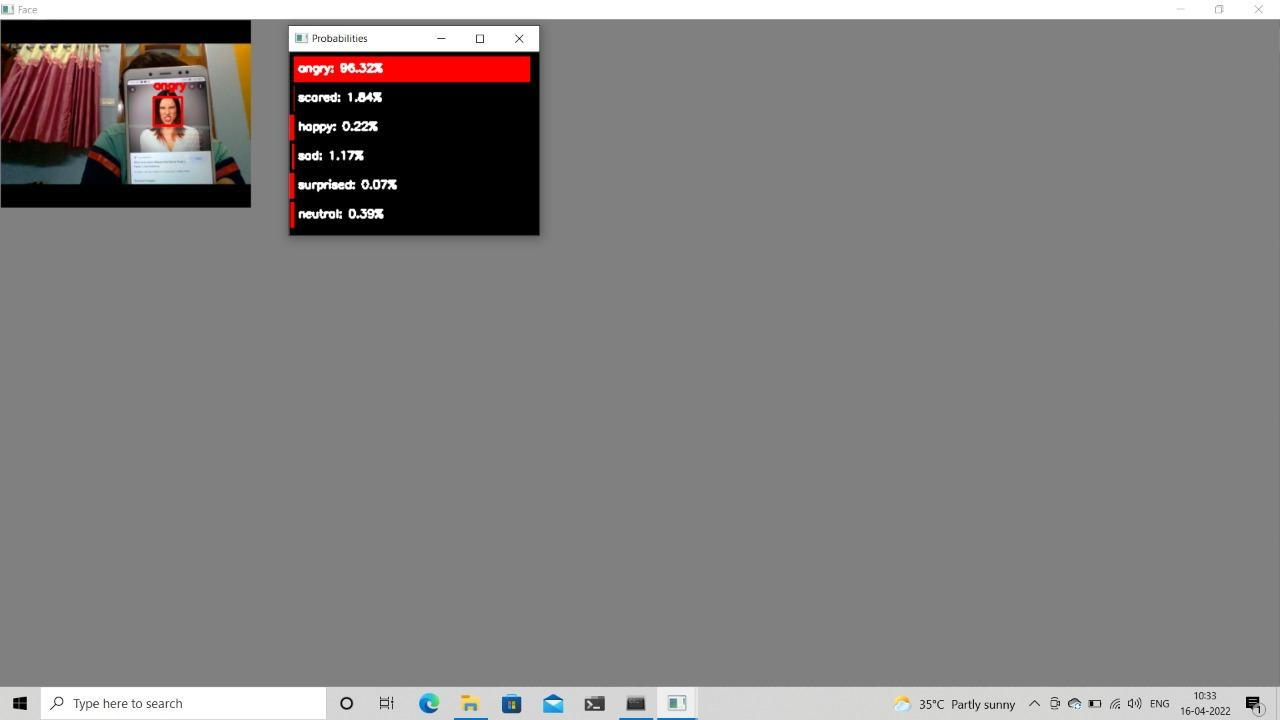 Face
angry
Probabilities
angry: 96.32%
scared: 1.84%
happy: 0.22%
sad: 1.17%
surprised: 0.07%
neutral: 0.39%
Type here to search
35°C Partly sunny
ENG
10:33
16-04-2022
1